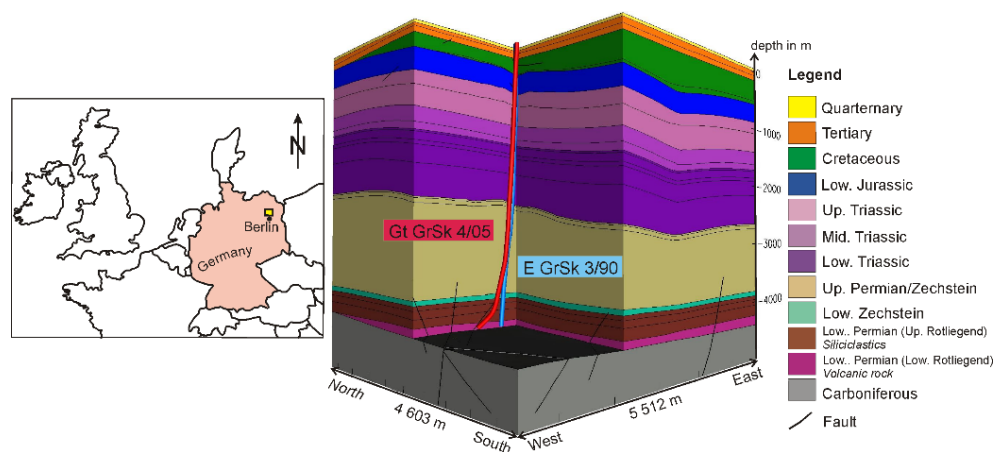 N
Berlin
Germany
Gt GrSk 4/05
E GrSk 3/90
depth in m
0
-1000
-2000
-3000
-4000
North
4 603 m
South
West
5 512 m
East
Legend
Quarternary
Tertiary
Cretaceous
Low. Jurassic
Up. Triassic
Mid. Triassic
Low. Triassic
Up. Permian/Zechstein
Low. Zechstein
Low.. Permian (Up. Rotliegend)
Siliciclastics
Low.. Permian (Low. Rotliegend)
Volcanic rock
Carboniferous
Fault